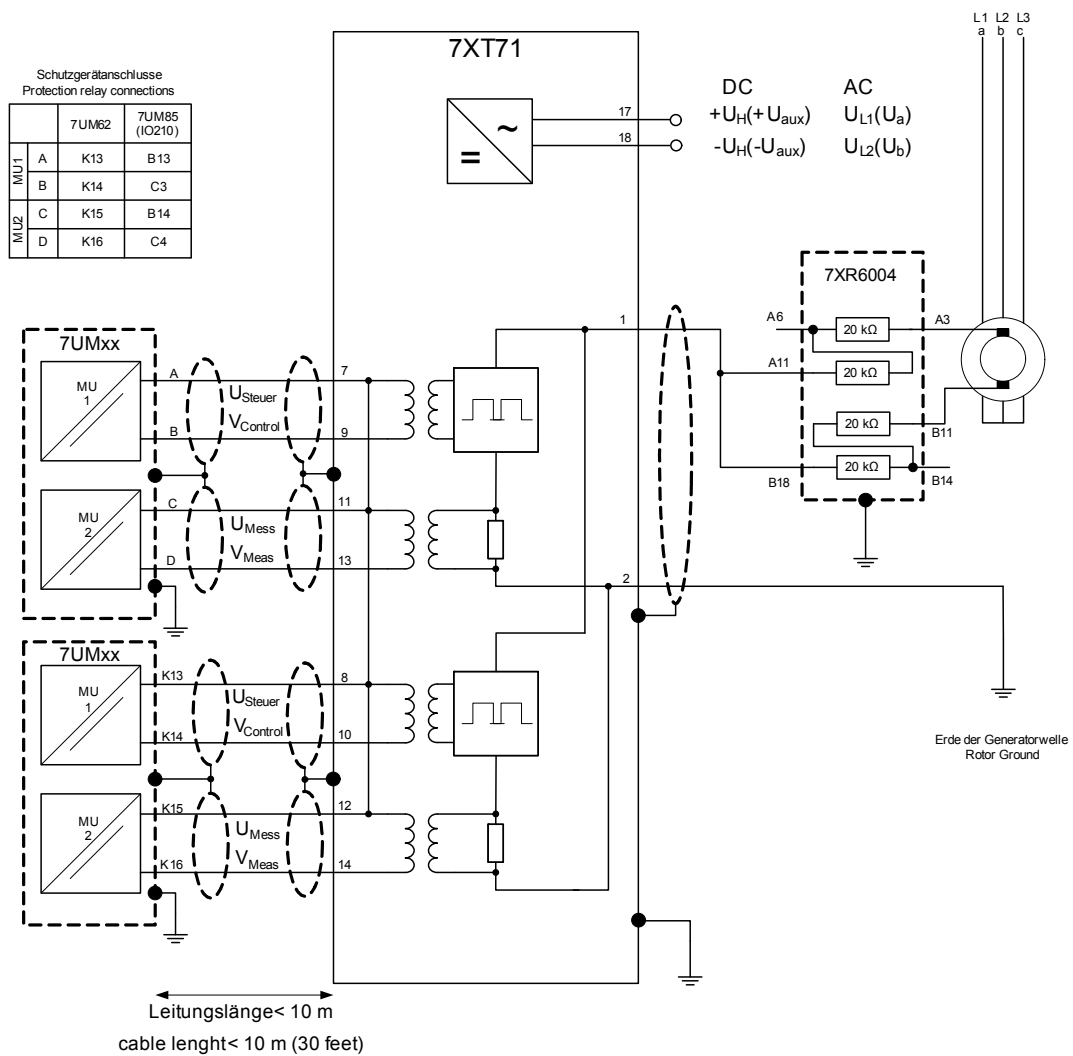 7XT71
L1 L2 L3
a b c
Schutzgerätanschlusse
Protection relay connections
7UM62 7UM85 (IO210)
MU1 A K13 B13
B K14 C3
MU2 C K15 B14
D K16 C4
DC AC
17 +UH(+Uaux) UL1(Ua)
18 -UH(-Uaux) UL2(Ub)
~
=
7XR6004
A6 20 kΩ A3
A11 20 kΩ
20 kΩ B11
B18 20 kΩ B14
1
7UMxx
MU
1
A 7
USteuer
VControl
B 9
MU
2
C 11
UMess
VMeas
D 13
2
7UMxx
MU
1
K13 8
USteuer
VControl
K14 10
MU
2
K15 12
UMess
VMeas
K16 14
Erde der Generatorwelle
Rotor Ground
Leitungslänge< 10 m
cable lenght< 10 m (30 feet)